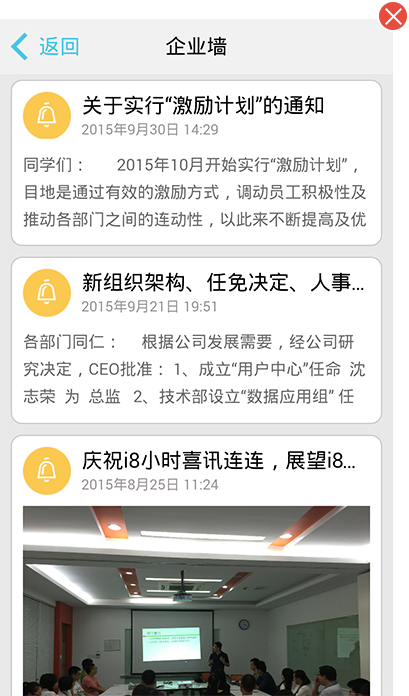 返回
企业墙
关于实行“激励计划”的通知
2015年9月30日 14:29
同学们： 2015年10月开始实行“激励计划”，
目地是通过有效的激励方式，调动员工积极性及
推动各部门之间的连动性，以此来不断提高及优
新组织架构、任免决定、人事...
2015年9月21日 19:51
各部门同仁： 根据公司发展需要，经公司研
究决定，CEO批准： 1、成立“用户中心”任命 沈
志荣 为 总监 2、技术部设立“数据应用组” 任
庆祝i8小时喜讯连连，展望i8...
2015年8月25日 11:24